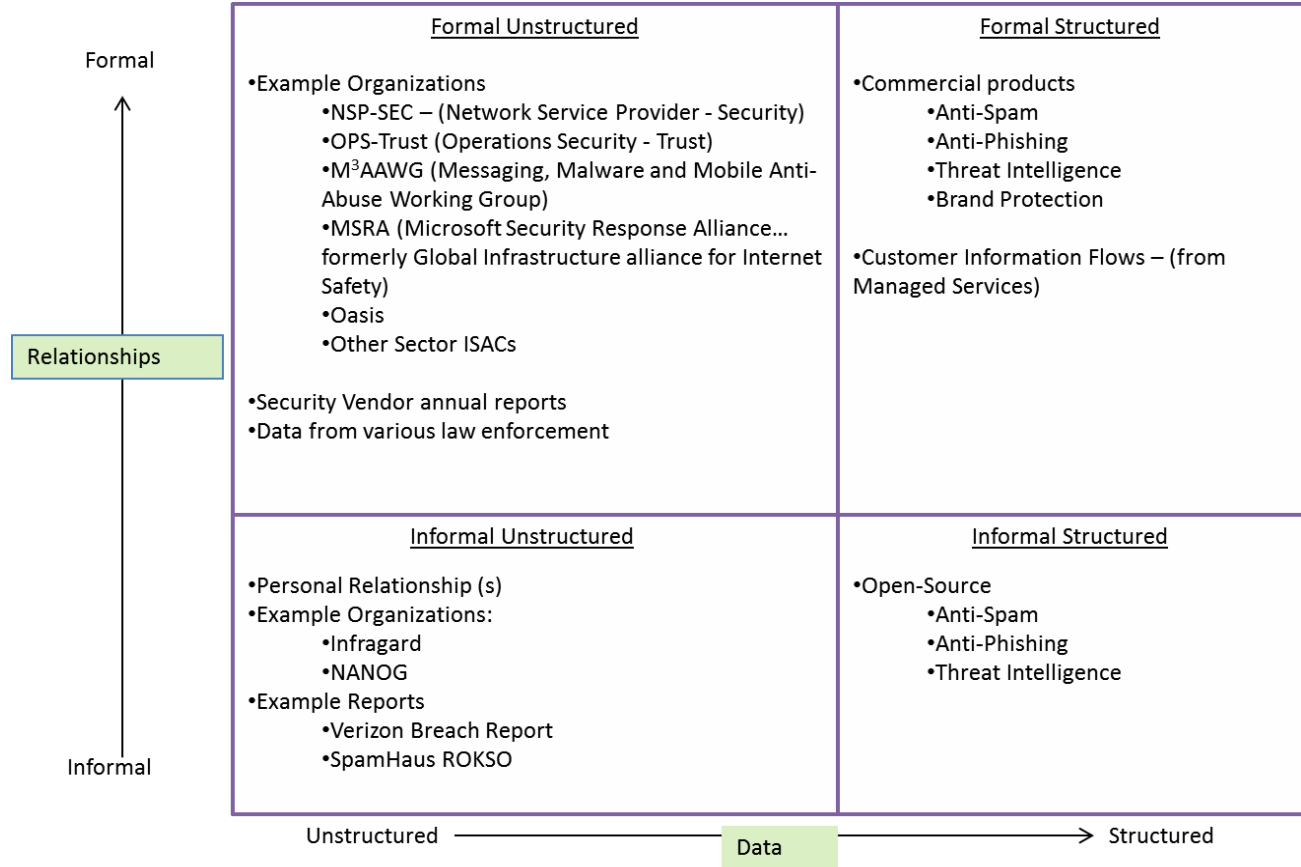 Formal
Relationships
Informal
Formal Unstructured
•Example Organizations
•NSP-SEC – (Network Service Provider - Security)
•OPS-Trust (Operations Security - Trust)
•M³AAWG (Messaging, Malware and Mobile Anti-
Abuse Working Group)
•MSRA (Microsoft Security Response Alliance…
formerly Global Infrastructure alliance for Internet
Safety)
•Oasis
•Other Sector ISACs
•Security Vendor annual reports
•Data from various law enforcement
Formal Structured
•Commercial products
•Anti-Spam
•Anti-Phishing
•Threat Intelligence
•Brand Protection
•Customer Information Flows – (from
Managed Services)
Informal Unstructured
•Personal Relationship (s)
•Example Organizations:
•Infragard
•NANOG
•Example Reports
•Verizon Breach Report
•SpamHaus ROKSO
Informal Structured
•Open-Source
•Anti-Spam
•Anti-Phishing
•Threat Intelligence
Unstructured
Data
Structured